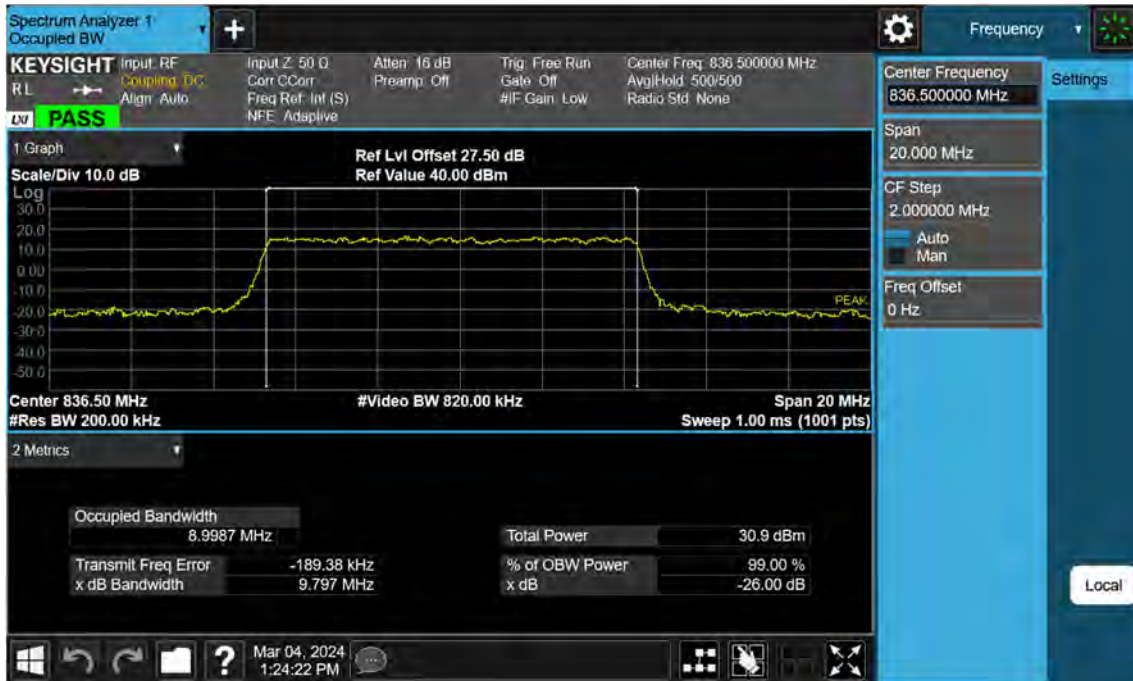 Spectrum Analyzer 1
Occupied BW
+
Frequency
KEYSIGHT
RL
LXI
PASS
Input: RF
Coupling: DC
Align: Auto
Input Z: 50 Ω
Corr CCorr
Freq Ref: Int (S)
NFE: Adaptive
Atten: 16 dB
Preamp: Off
Trig: Free Run
Gate: Off
#IF Gain: Low
Center Freq: 836.500000 MHz
Avg|Hold: 500/500
Radio Std: None
Center Frequency
836.500000 MHz
Settings
Span
20.000 MHz
CF Step
2.000000 MHz
Auto
Man
Freq Offset
0 Hz
1 Graph
Scale/Div 10.0 dB
Ref Lvl Offset 27.50 dB
Ref Value 40.00 dBm
Log
30.0
20.0
10.0
0.00
-10.0
-20.0
-30.0
-40.0
-50.0
PEAK
Center 836.50 MHz
#Video BW 820.00 kHz
Span 20 MHz
#Res BW 200.00 kHz
Sweep 1.00 ms (1001 pts)
2 Metrics
Occupied Bandwidth
8.9987 MHz
Total Power 30.9 dBm
Transmit Freq Error -189.38 kHz
% of OBW Power 99.00 %
x dB Bandwidth 9.797 MHz
x dB -26.00 dB
Local
?
Mar 04, 2024
1:24:22 PM